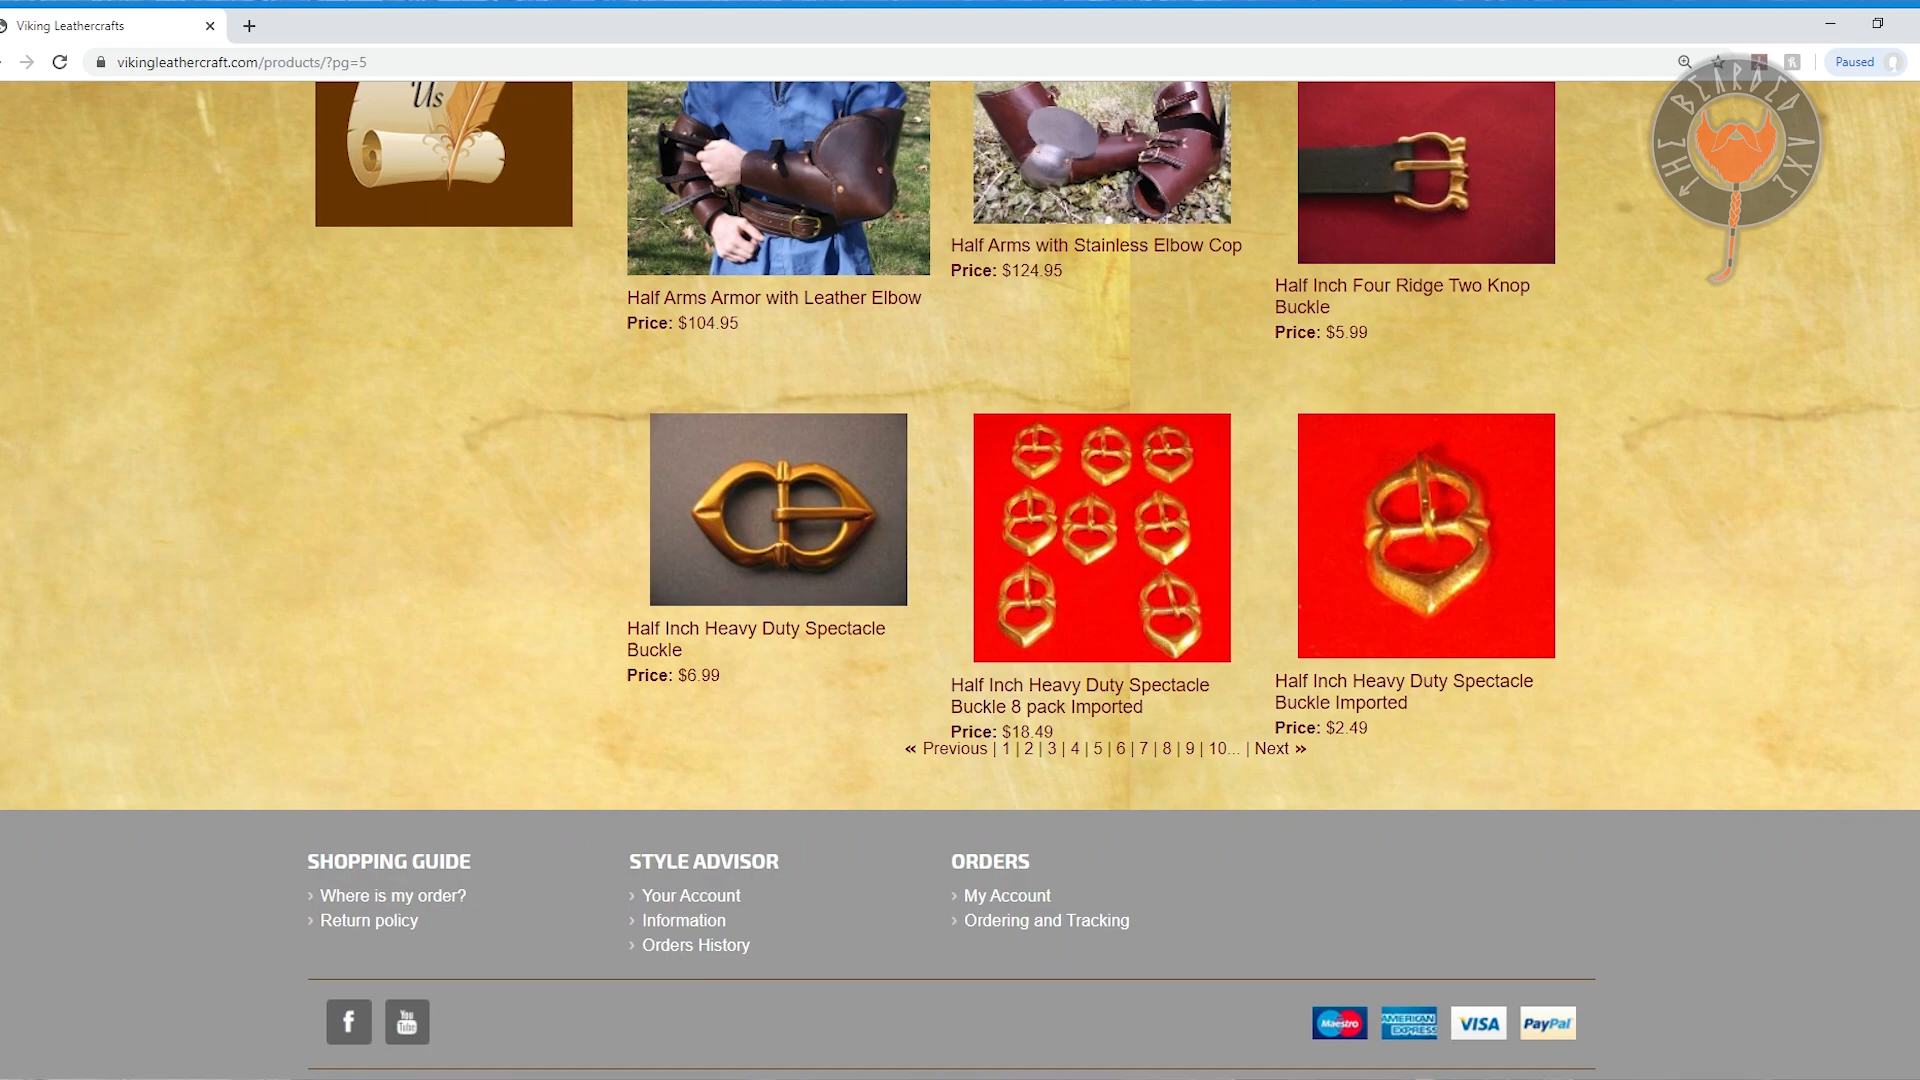 Viking Leathercrafts
vikingleathercraft.com/products/?pg=5
Paused
Us
THE BEARDED AXE
Half Arms Armor with Leather Elbow
Price: $104.95
Half Arms with Stainless Elbow Cop
Price: $124.95
Half Inch Four Ridge Two Knop
Buckle
Price: $5.99
Half Inch Heavy Duty Spectacle
Buckle
Price: $6.99
Half Inch Heavy Duty Spectacle
Buckle 8 pack Imported
Price: $18.49
Half Inch Heavy Duty Spectacle
Buckle Imported
Price: $2.49
« Previous | 1 | 2 | 3 | 4 | 5 | 6 | 7 | 8 | 9 | 10... | Next »
SHOPPING GUIDE
› Where is my order?
› Return policy
STYLE ADVISOR
› Your Account
› Information
› Orders History
ORDERS
› My Account
› Ordering and Tracking
f
You
Tube
Maestro
AMERICAN
EXPRESS
VISA
PayPal